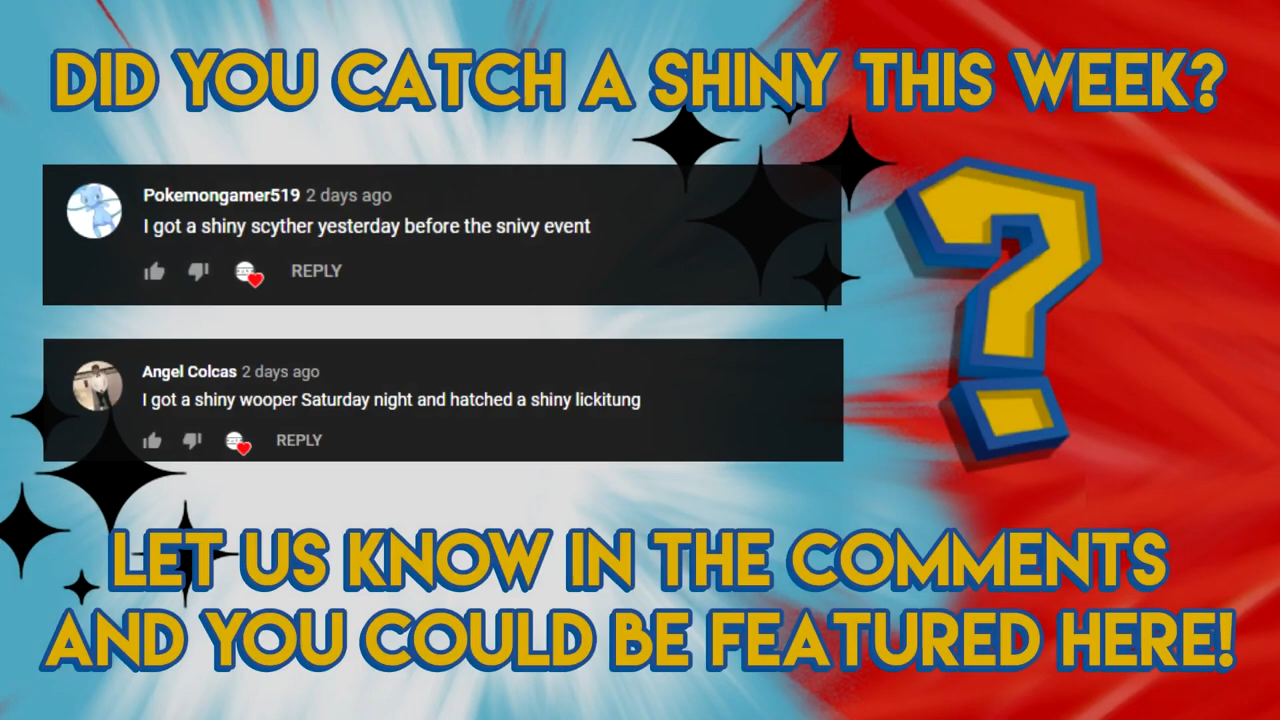 DID YOU CATCH A SHINY THIS WEEK?
Pokemongamer519 2 days ago
I got a shiny scyther yesterday before the snivy event
REPLY
Angel Colcas 2 days ago
I got a shiny wooper Saturday night and hatched a shiny lickitung
REPLY
?
LET US KNOW IN THE COMMENTS
AND YOU COULD BE FEATURED HERE!